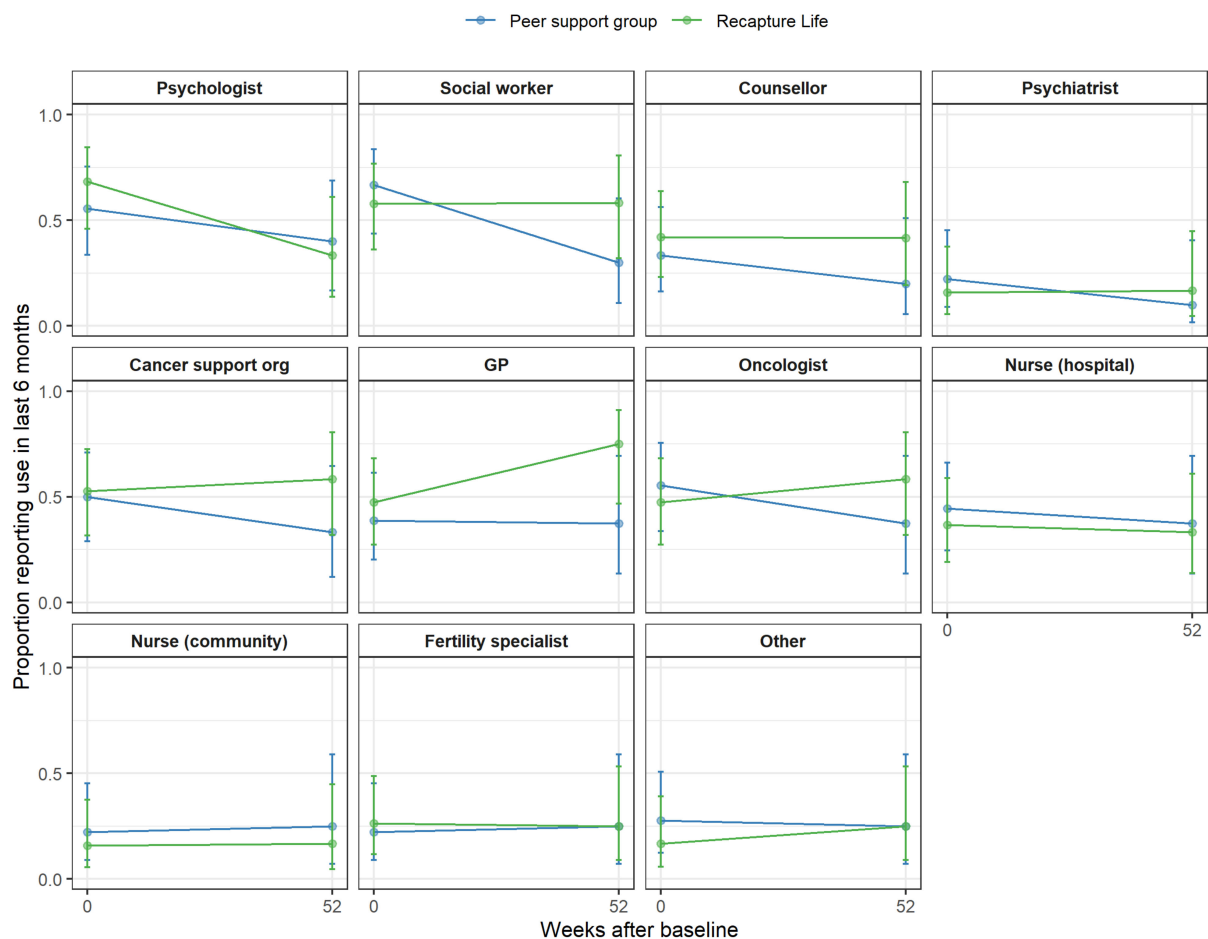 Peer support group Recapture Life
Psychologist Social worker Counsellor Psychiatrist
1.0
0.5
0.0
Cancer support org GP Oncologist Nurse (hospital)
1.0
0.5
0.0
0 52
Nurse (community) Fertility specialist Other
1.0
0.5
0.0
0 52 0 52 0 52
Weeks after baseline
Proportion reporting use in last 6 months